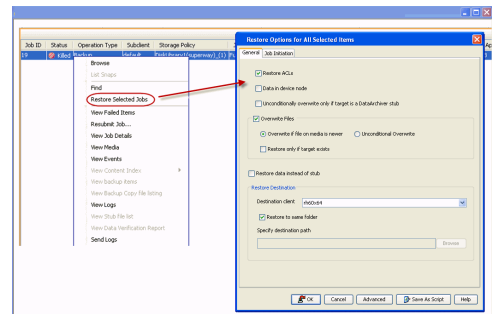 Job ID Status Operation Type Subclient Storage Policy
19 Killed Backup default
Browse
List Snaps
Find
Restore Selected Jobs
View Failed Items
Resubmit Job...
View Job Details
View Media
View Events
View Content Index
View backup items
View Backup Copy file listing
View Logs
View Stub file list
View Data Verification Report
Send Logs
Restore Options for All Selected Items
General Job Initiation
Restore ACLs
Data in device node
Unconditionally overwrite only if target is a DataArchiver stub
Overwrite Files
Overwrite if file on media is newer Unconditional Overwrite
Restore only if target exists
Restore data instead of stub
Restore Destination
Destination client rh60x64
Restore to same folder
Specify destination path
Browse
OK Cancel Advanced Save As Script Help